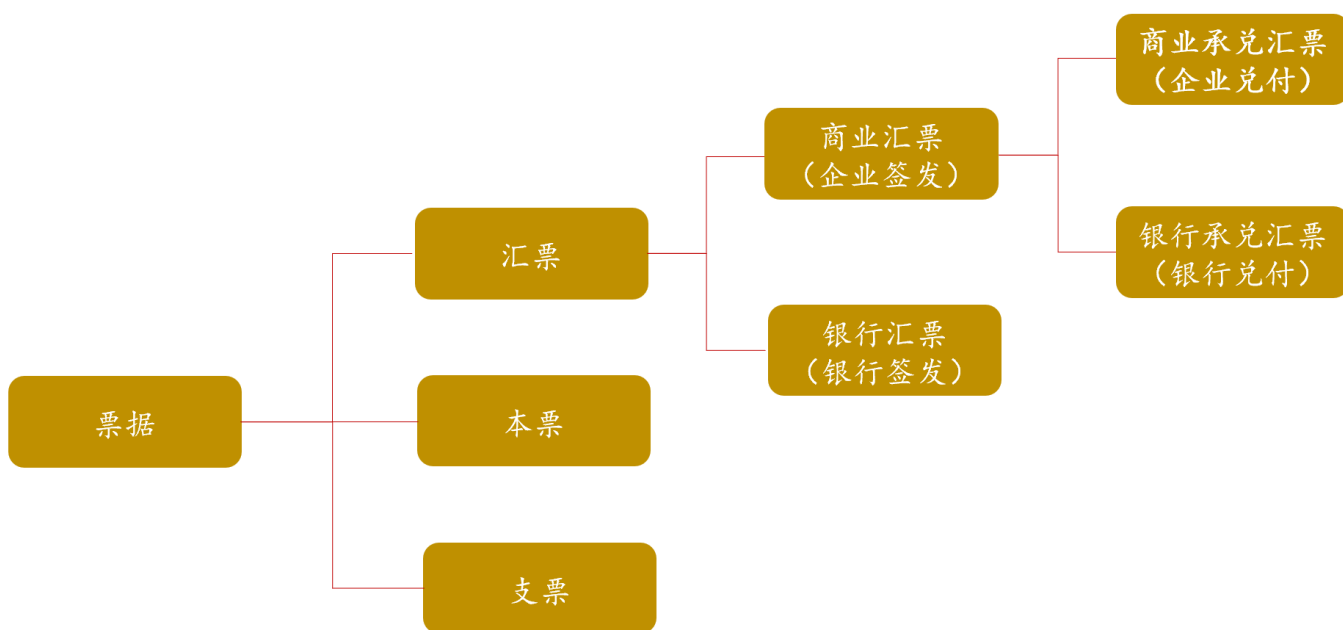 商业承兑汇票
（企业兑付）
商业汇票
（企业签发）
银行承兑汇票
（银行兑付）
汇票
银行汇票
（银行签发）
票据
本票
支票